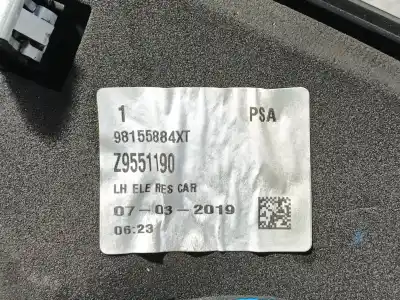 1 PSA
98155884XT
Z9551190
LH ELE RES CAR
07-03-2019
06:23